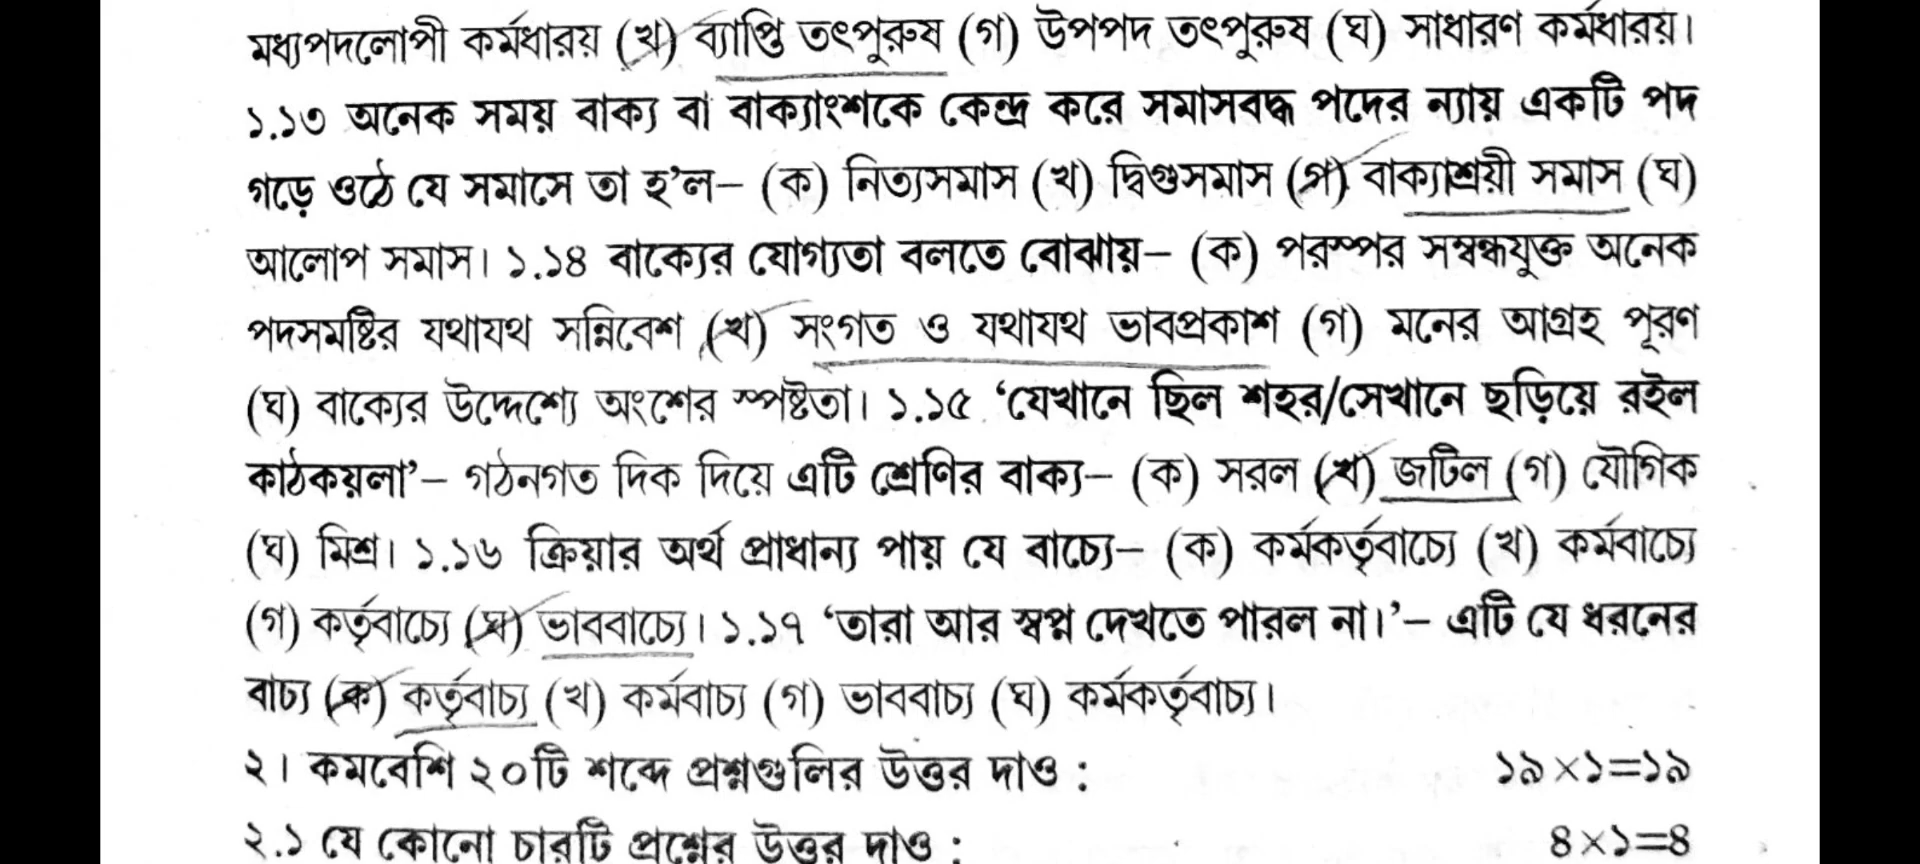 মধ্যপদলোপী কর্মধারয় (খ) ব্যাপ্তি তৎপুরুষ (গ) উপপদ তৎপুরুষ (ঘ) সাধারণ কর্মধারয়।
১.১৩ অনেক সময় বাক্য বা বাক্যাংশকে কেন্দ্র করে সমাসবদ্ধ পদের ন্যায় একটি পদ
গড়ে ওঠে যে সমাসে তা হ'ল– (ক) নিত্যসমাস (খ) দ্বিগুসমাস (গ) বাক্যাশ্রয়ী সমাস (ঘ)
আলোপ সমাস। ১.১৪ বাক্যের যোগ্যতা বলতে বোঝায়– (ক) পরস্পর সম্বন্ধযুক্ত অনেক
পদসমষ্টির যথাযথ সন্নিবেশ (খ) সংগত ও যথাযথ ভাবপ্রকাশ (গ) মনের আগ্রহ পূরণ
(ঘ) বাক্যের উদ্দেশ্যে অংশের স্পষ্টতা। ১.১৫ ‘যেখানে ছিল শহর/সেখানে ছড়িয়ে রইল
কাঠকয়লা’– গঠনগত দিক দিয়ে এটি শ্রেণির বাক্য– (ক) সরল (খ) জটিল (গ) যৌগিক
(ঘ) মিশ্র। ১.১৬ ক্রিয়ার অর্থ প্রাধান্য পায় যে বাচ্যে– (ক) কর্মকর্তৃবাচ্যে (খ) কর্মবাচ্যে
(গ) কর্তৃবাচ্যে (ঘ) ভাববাচ্যে। ১.১৭ ‘তারা আর স্বপ্ন দেখতে পারল না।’– এটি যে ধরনের
বাচ্য (ক) কর্তৃবাচ্য (খ) কর্মবাচ্য (গ) ভাববাচ্য (ঘ) কর্মকর্তৃবাচ্য।
২। কমবেশি ২০টি শব্দে প্রশ্নগুলির উত্তর দাও : ১৯×১=১৯
২.১ যে কোনো চারটি প্রশ্নের উত্তর দাও : ৪×১=৪